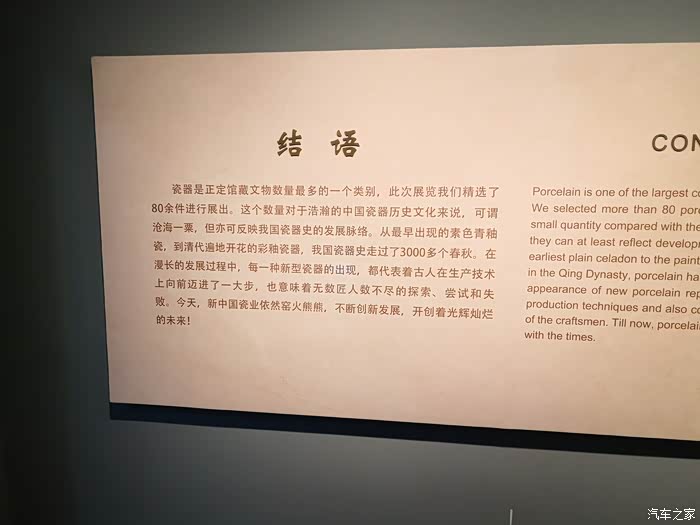 结 语
瓷器是正定馆藏文物数量最多的一个类别，此次展览我们精选了
80余件进行展出。这个数量对于浩瀚的中国瓷器历史文化来说，可谓
沧海一粟，但亦可反映我国瓷器史的发展脉络。从最早出现的素色青釉
瓷，到清代遍地开花的彩釉瓷器，我国瓷器史走过了3000多个春秋。在
漫长的发展过程中，每一种新型瓷器的出现，都代表着古人在生产技术
上向前迈进了一大步，也意味着无数匠人数不尽的探索、尝试和失
败。今天，新中国瓷业依然窑火熊熊，不断创新发展，开创着光辉灿烂
的未来！
CON
Porcelain is one of the largest co
We selected more than 80 porc
small quantity compared with the
they can at least reflect develop
earliest plain celadon to the paint
in the Qing Dynasty, porcelain ha
appearance of new porcelain rep
production techniques and also co
of the craftsmen. Till now, porcelai
with the times.
汽车之家